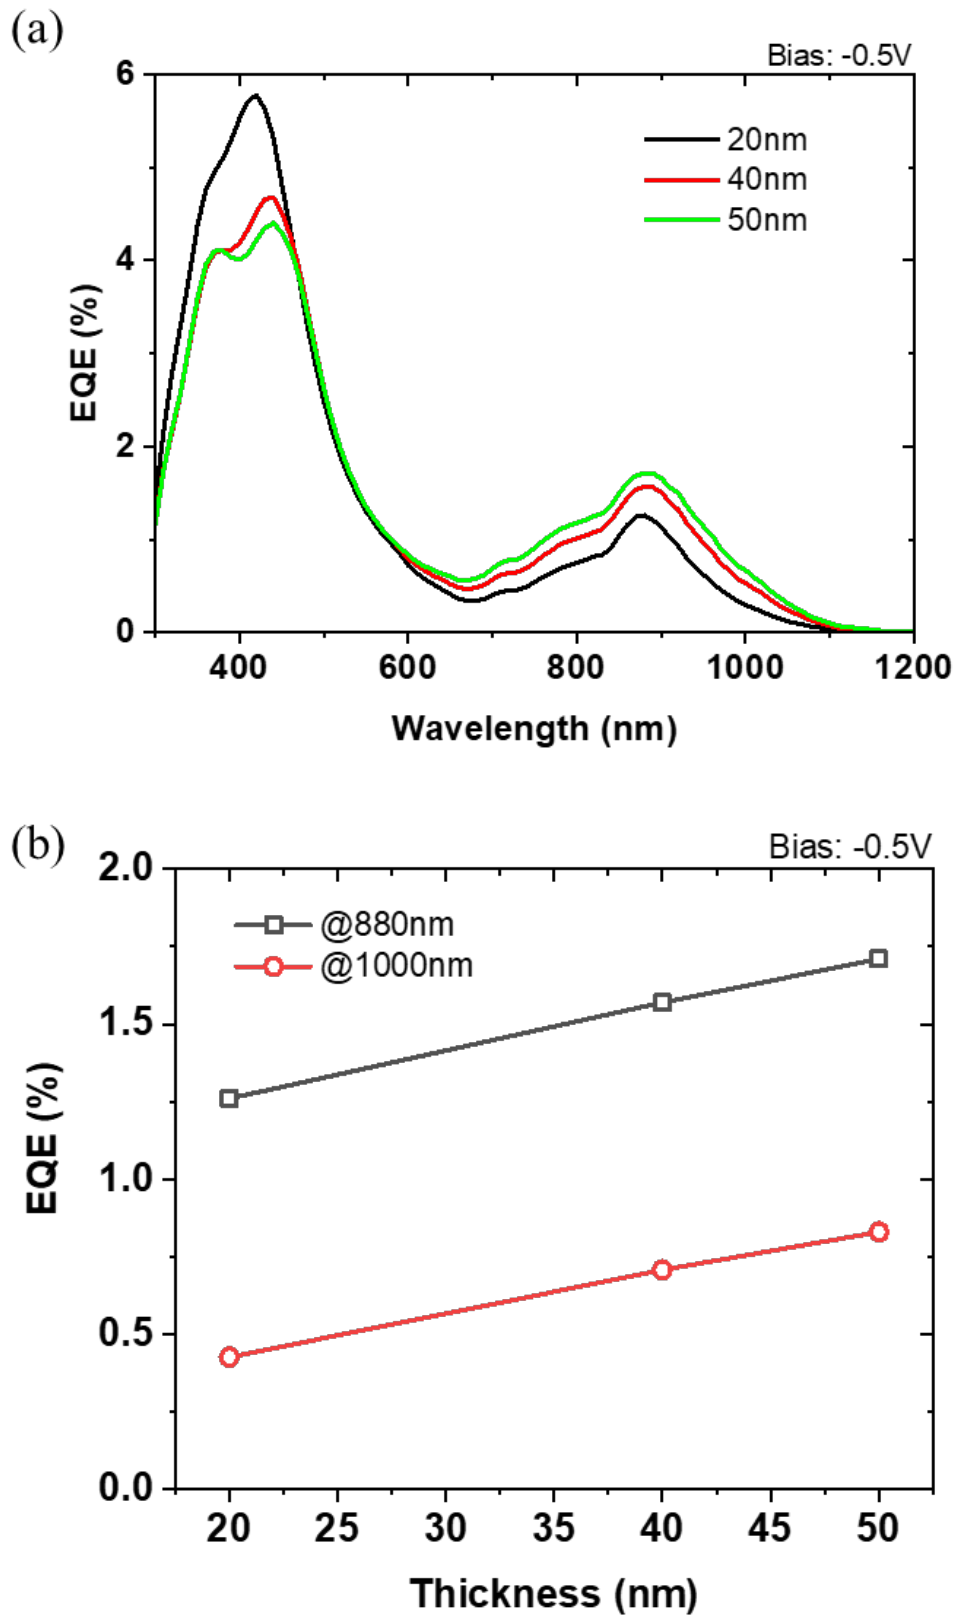 (a)
Bias: -0.5V
6
20nm
40nm
50nm
4
EQE (%)
2
0
400 600 800 1000 1200
Wavelength (nm)
(b)
Bias: -0.5V
2.0
@880nm
@1000nm
1.5
EQE (%)
1.0
0.5
0.0
20 25 30 35 40 45 50
Thickness (nm)